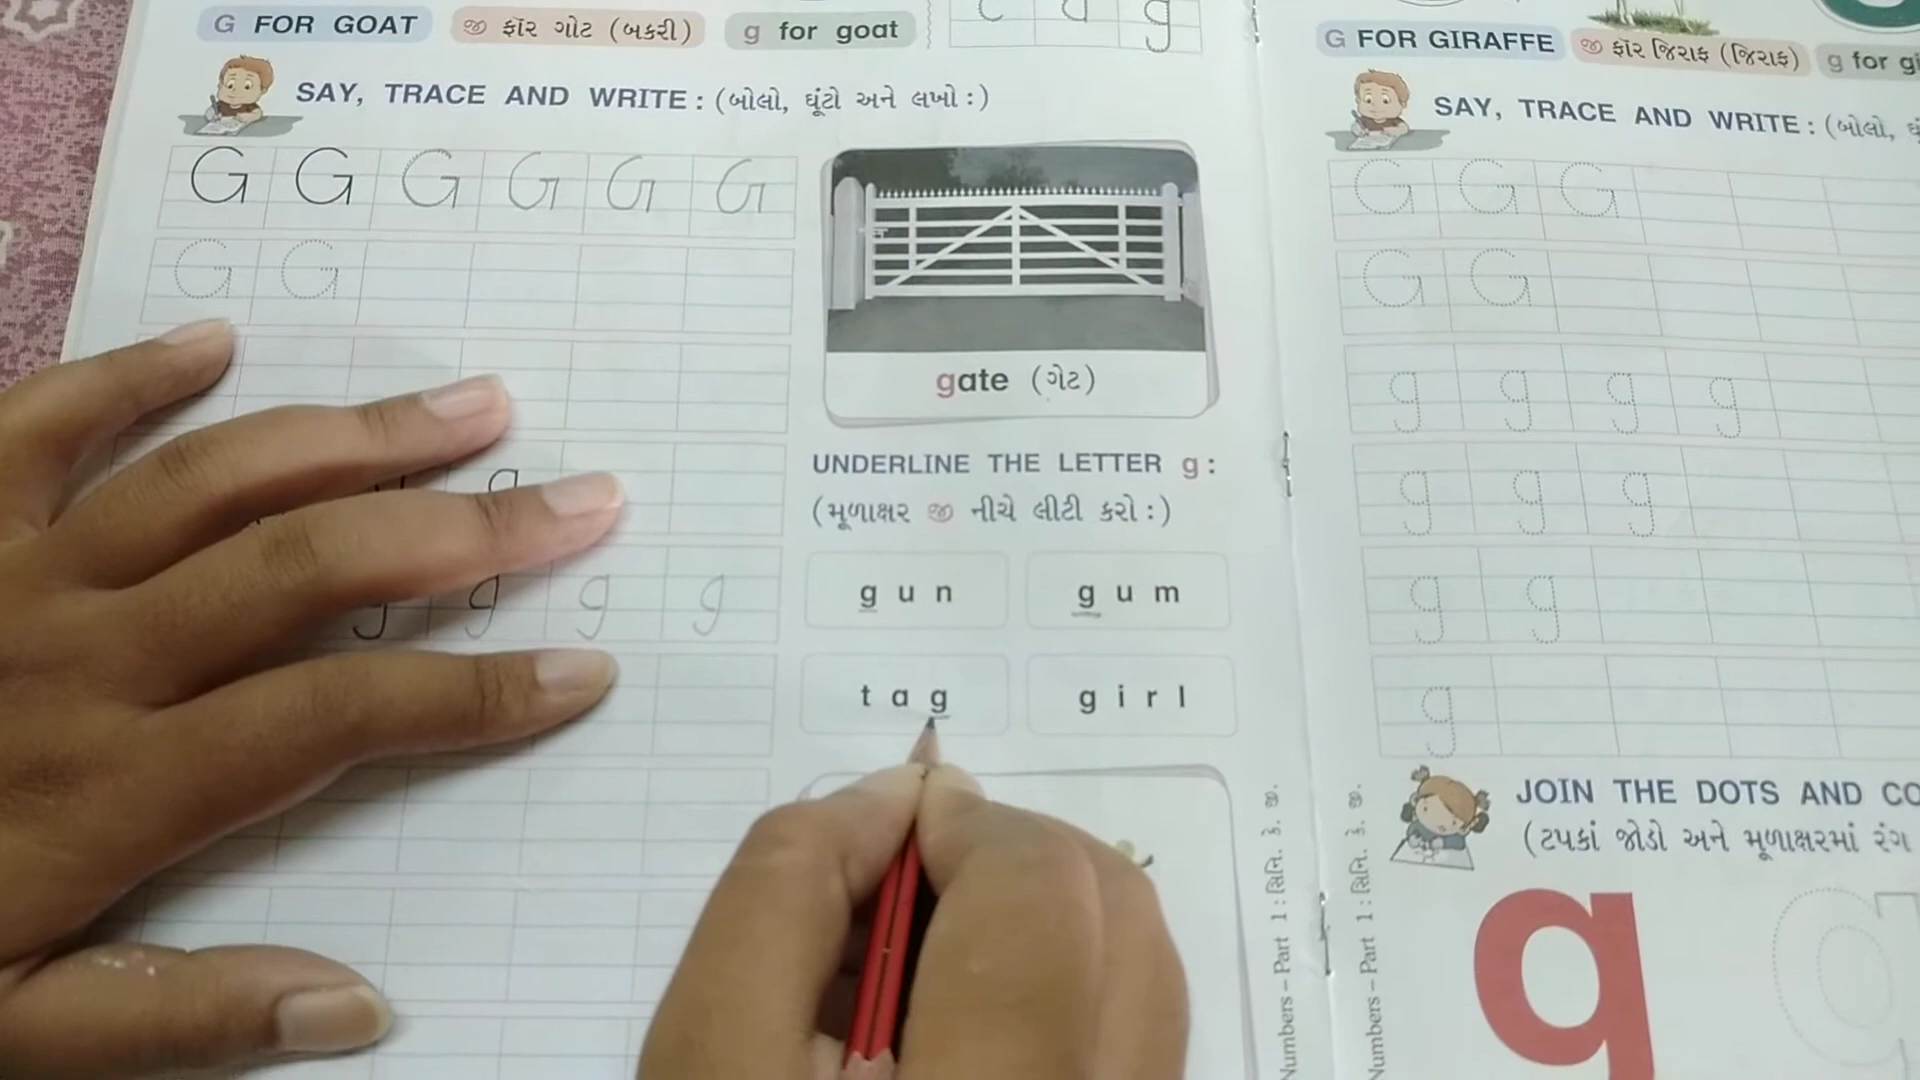 G FOR GOAT જી ફૉર ગોટ (બકરી) g for goat
SAY, TRACE AND WRITE : (બોલો, ઘૂંટો અને લખો :)
G G G G G G
G G
g
g g g g
gate (ગેટ)
UNDERLINE THE LETTER g :
(મૂળાક્ષર જી નીચે લીટી કરો :)
g u n
g u m
t a g
g i r l
Numbers – Part 1 : સિનિ. કે. જી.
G FOR GIRAFFE જી ફૉર જિરાફ (જિરાફ) g for
SAY, TRACE AND WRITE : (બોલો,
G G G
G G
g g g g
g g g
g g
g
JOIN THE DOTS AND
(ટપકાં જોડો અને મૂળાક્ષરમાં રંગ
g
Numbers – Part 1 : સિનિ. કે. જી.